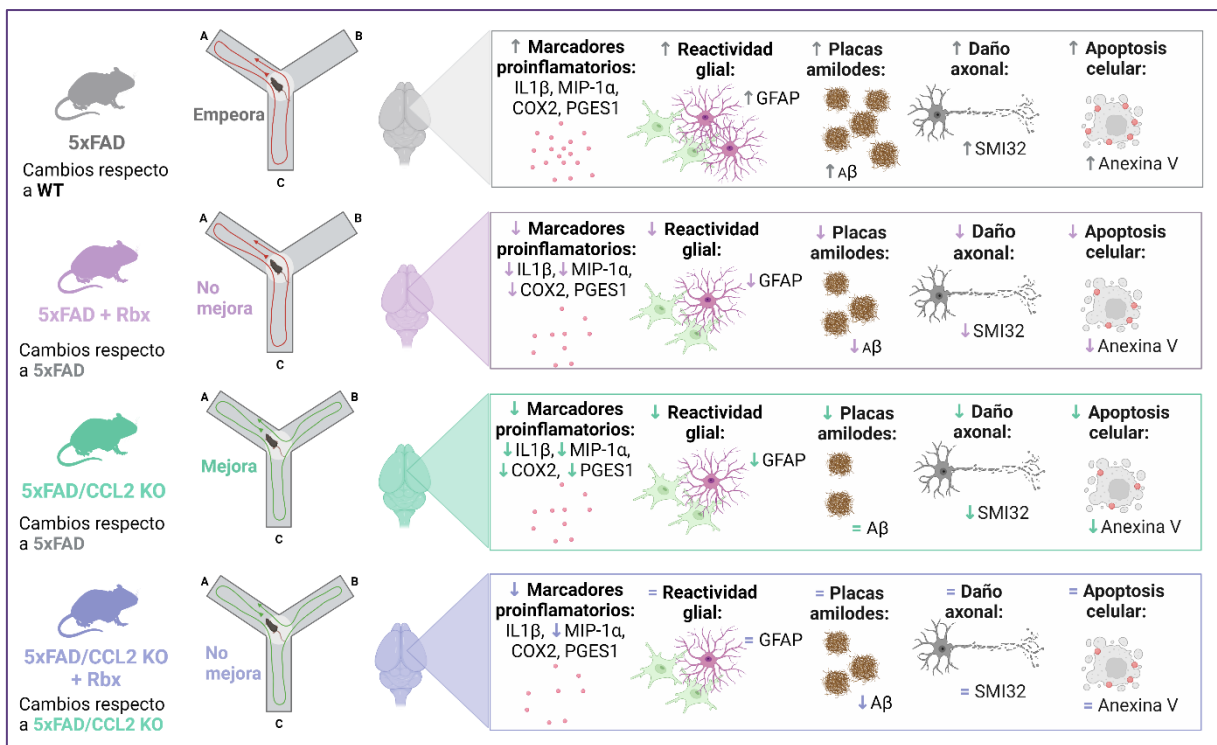 A
B
C
Empeora
5xFAD
Cambios respecto
a WT
↑ Marcadores
proinflamatorios:
IL1β, MIP-1α,
COX2, PGES1
↑ Reactividad
glial:
↑GFAP
↑ Placas
amilodes:
↑Aβ
↑ Daño
axonal:
↑SMI32
↑ Apoptosis
celular:
↑Anexina V
A
B
C
No
mejora
5xFAD + Rbx
Cambios respecto
a 5xFAD
↓ Marcadores
proinflamatorios:
↓IL1β,↓MIP-1α,
↓COX2, PGES1
↓ Reactividad
glial:
↓GFAP
↓ Placas
amilodes:
↓Aβ
↓ Daño
axonal:
↓SMI32
↓ Apoptosis
celular:
↓Anexina V
A
B
C
Mejora
5xFAD/CCL2 KO
Cambios respecto
a 5xFAD
↓ Marcadores
proinflamatorios:
↓IL1β,↓MIP-1α,
↓COX2, ↓PGES1
↓ Reactividad
glial:
↓GFAP
↓ Placas
amilodes:
= Aβ
↓ Daño
axonal:
↓SMI32
↓ Apoptosis
celular:
↓Anexina V
A
B
C
No
mejora
5xFAD/CCL2 KO
+ Rbx
Cambios respecto
a 5xFAD/CCL2 KO
↓ Marcadores
proinflamatorios:
IL1β, ↓MIP-1α,
COX2, PGES1
= Reactividad
glial:
= GFAP
= Placas
amilodes:
↓Aβ
= Daño
axonal:
= SMI32
= Apoptosis
celular:
= Anexina V